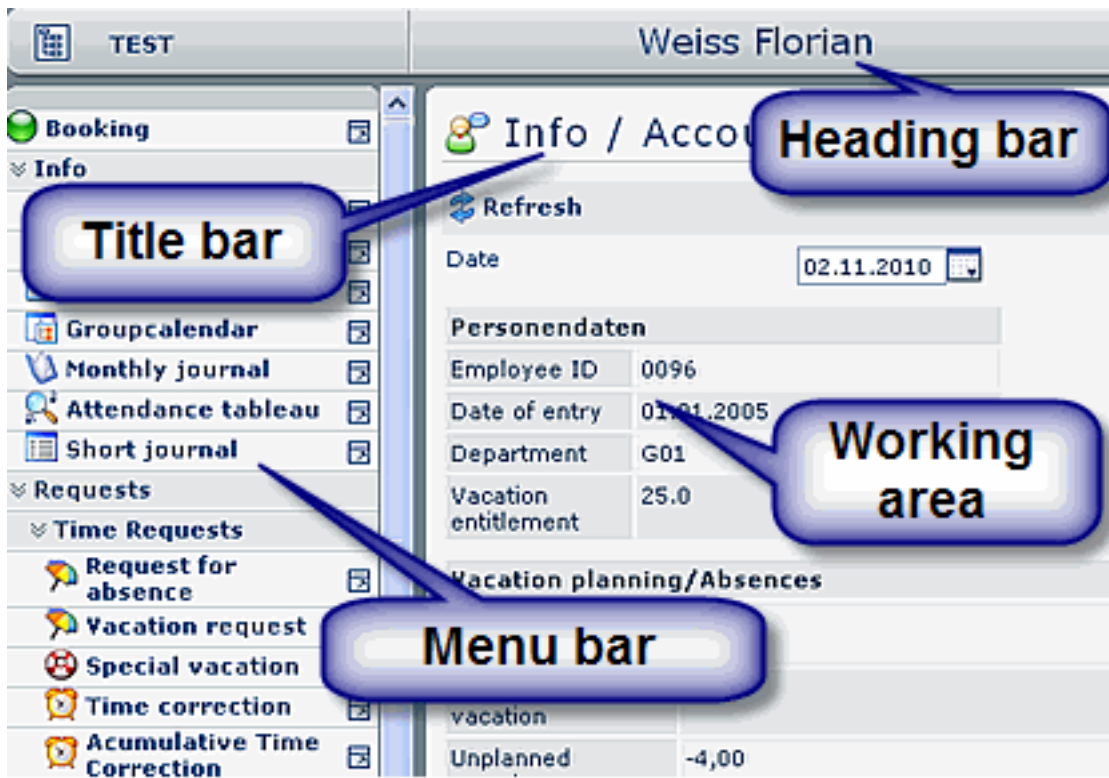 TEST
Weiss Florian
Booking
Info
Groupcalendar
Monthly journal
Attendance tableau
Short journal
Requests
Time Requests
Request for
absence
Vacation request
Special vacation
Time correction
Acumulative Time
Correction
Title bar
Menu bar
Heading bar
Working
area
Info /
Refresh
Date
02.11.2010
Personendaten
Employee ID 0096
Date of entry 01.01.2005
Department G01
Vacation 25.0
entitlement
Vacation planning/Absences
vacation
Unplanned -4,00